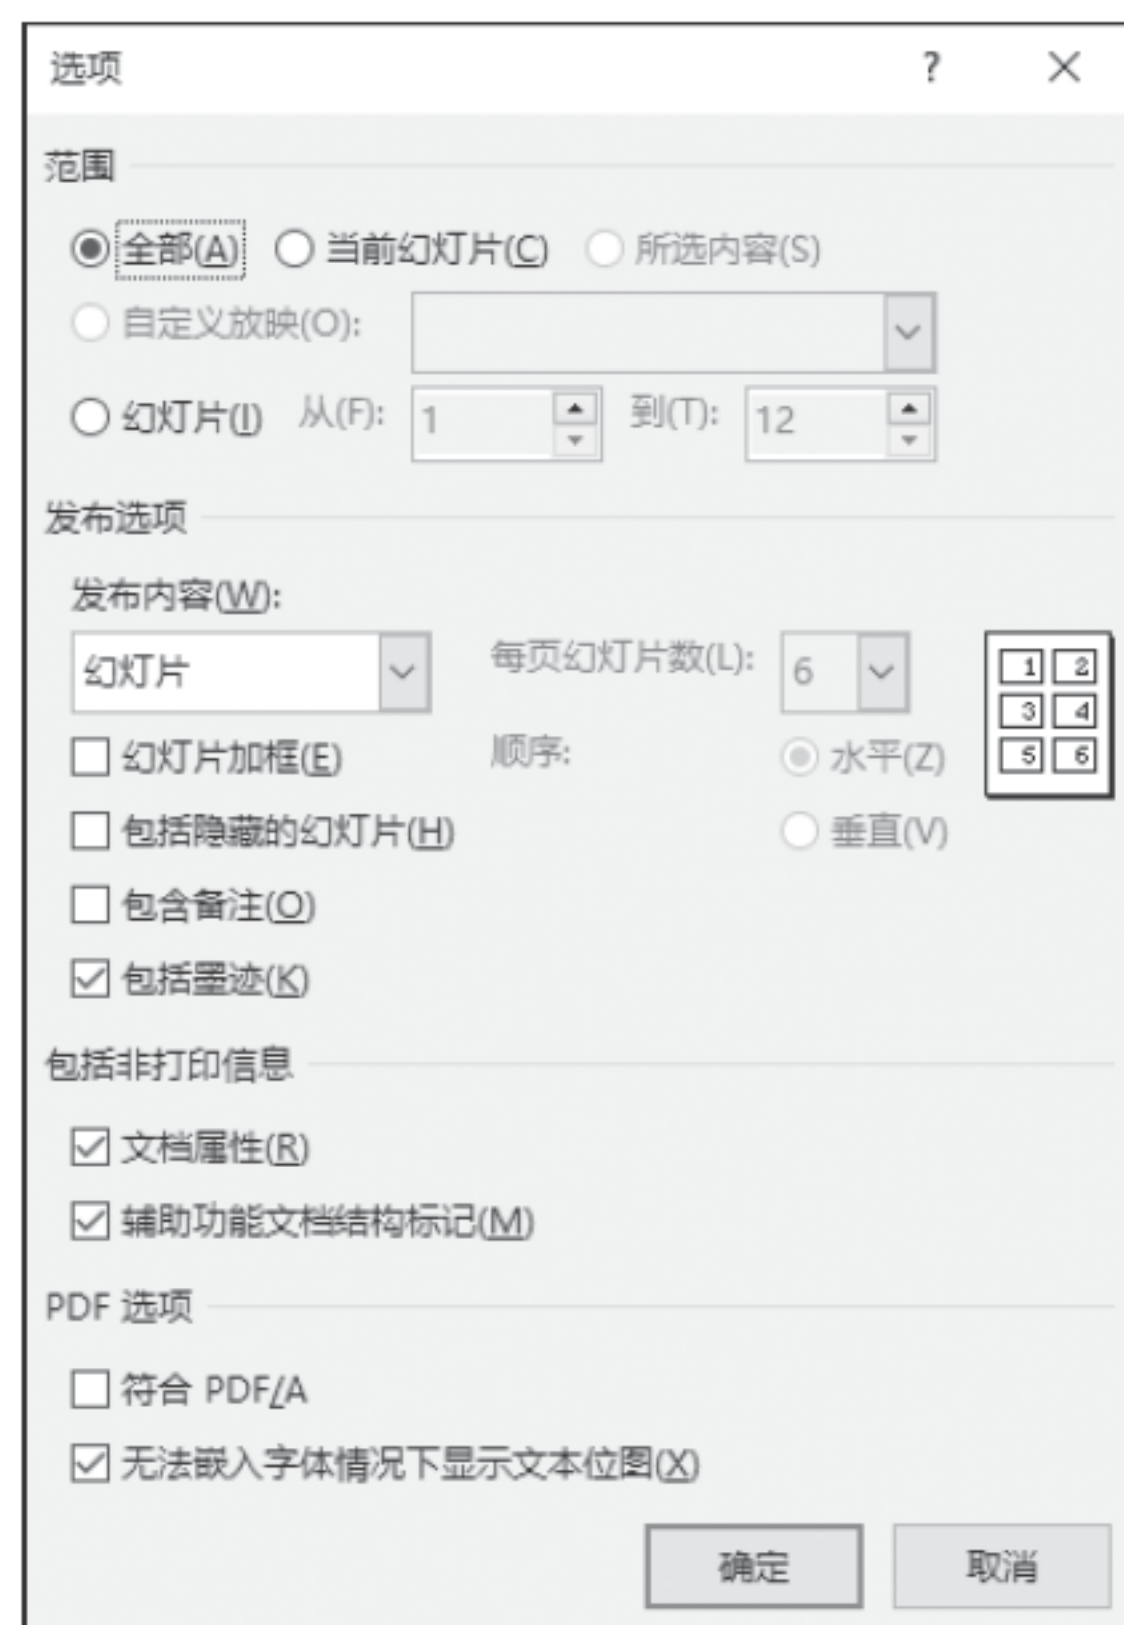 选项 ?
范围
全部(A) 当前幻灯片(C) 所选内容(S)
自定义放映(O):
幻灯片(I) 从(F): 1 到(T): 12
发布选项
发布内容(W):
幻灯片 每页幻灯片数(L): 6
1 2
3 4
5 6
幻灯片加框(E) 顺序: 水平(Z)
包括隐藏的幻灯片(H) 垂直(V)
包含备注(O)
包括墨迹(K)
包括非打印信息
文档属性(R)
辅助功能文档结构标记(M)
PDF 选项
符合 PDF/A
无法嵌入字体情况下显示文本位图(X)
确定 取消